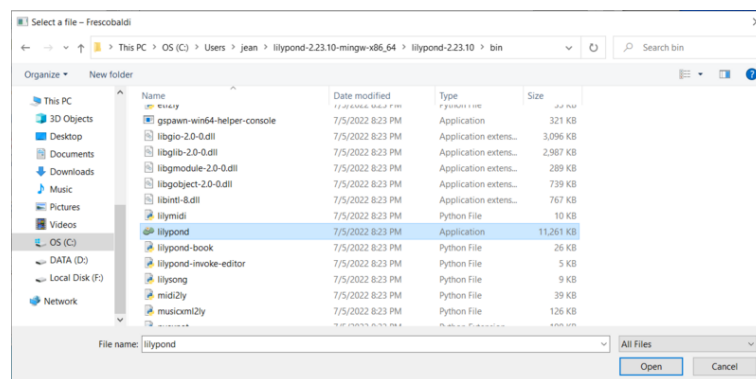 Select a file – Frescobaldi
This PC > OS (C:) > Users > jean > lilypond-2.23.10-mingw-x86_64 > lilypond-2.23.10 > bin
Search bin
Organize
New folder
This PC
3D Objects
Desktop
Documents
Downloads
Music
Pictures
Videos
OS (C:)
DATA (D:)
Local Disk (F:)
Network
Name Date modified Type Size
gspawn-win64-helper-console 7/5/2022 8:23 PM Application 321 KB
libgio-2.0-0.dll 7/5/2022 8:23 PM Application extens... 3,096 KB
libglib-2.0-0.dll 7/5/2022 8:23 PM Application extens... 2,987 KB
libgmodule-2.0-0.dll 7/5/2022 8:23 PM Application extens... 289 KB
libgobject-2.0-0.dll 7/5/2022 8:23 PM Application extens... 739 KB
libintl-8.dll 7/5/2022 8:23 PM Application extens... 767 KB
lilymidi 7/5/2022 8:23 PM Python File 10 KB
lilypond 7/5/2022 8:23 PM Application 11,261 KB
lilypond-book 7/5/2022 8:23 PM Python File 26 KB
lilypond-invoke-editor 7/5/2022 8:23 PM Python File 5 KB
lilysong 7/5/2022 8:23 PM Python File 9 KB
midi2ly 7/5/2022 8:23 PM Python File 39 KB
musicxml2ly 7/5/2022 8:23 PM Python File 126 KB
File name: lilypond
All Files
Open
Cancel